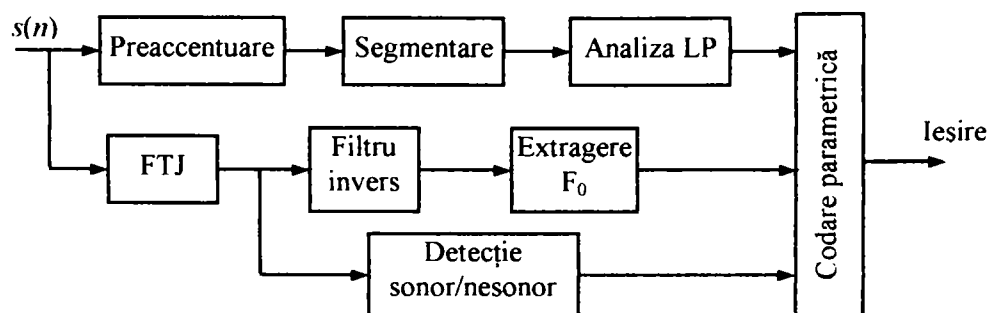 s(n)
Preaccentuare
Segmentare
Analiza LP
FTJ
Filtru
invers
Extragere
F₀
Detecție
sonor/nesonor
Codare parametrică
Ieșire